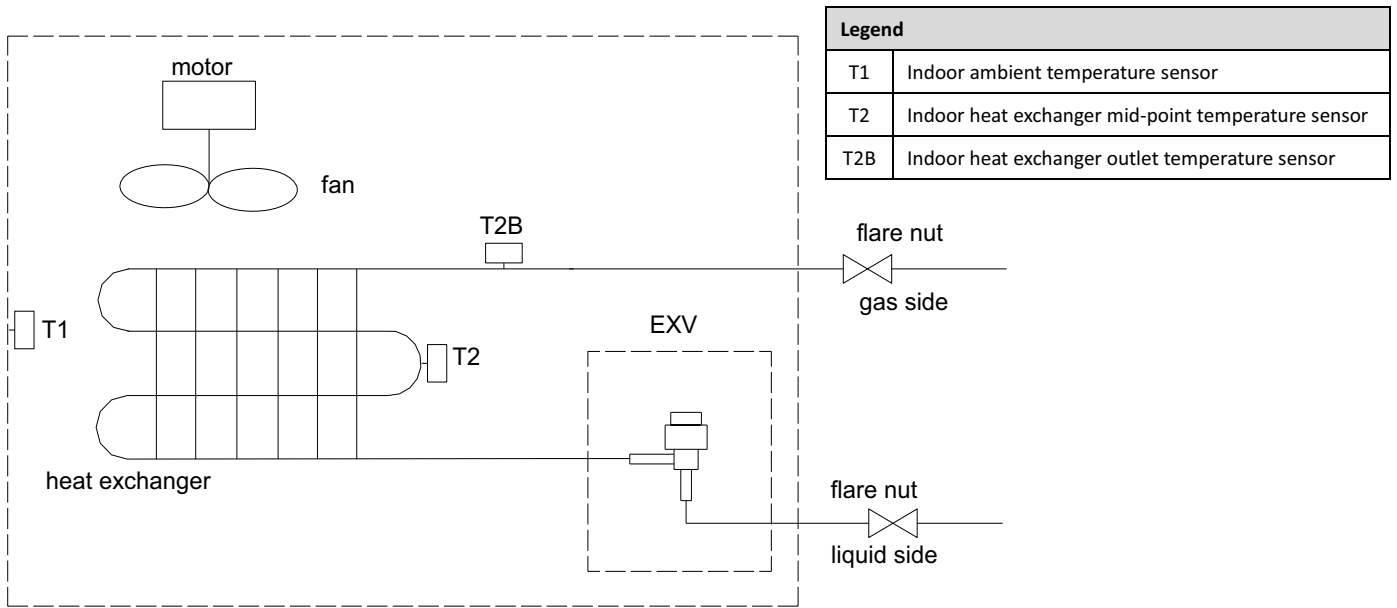 Legend
T1 Indoor ambient temperature sensor
T2 Indoor heat exchanger mid-point temperature sensor
T2B Indoor heat exchanger outlet temperature sensor
motor
fan
T2B
flare nut
gas side
T1
EXV
T2
heat exchanger
flare nut
liquid side